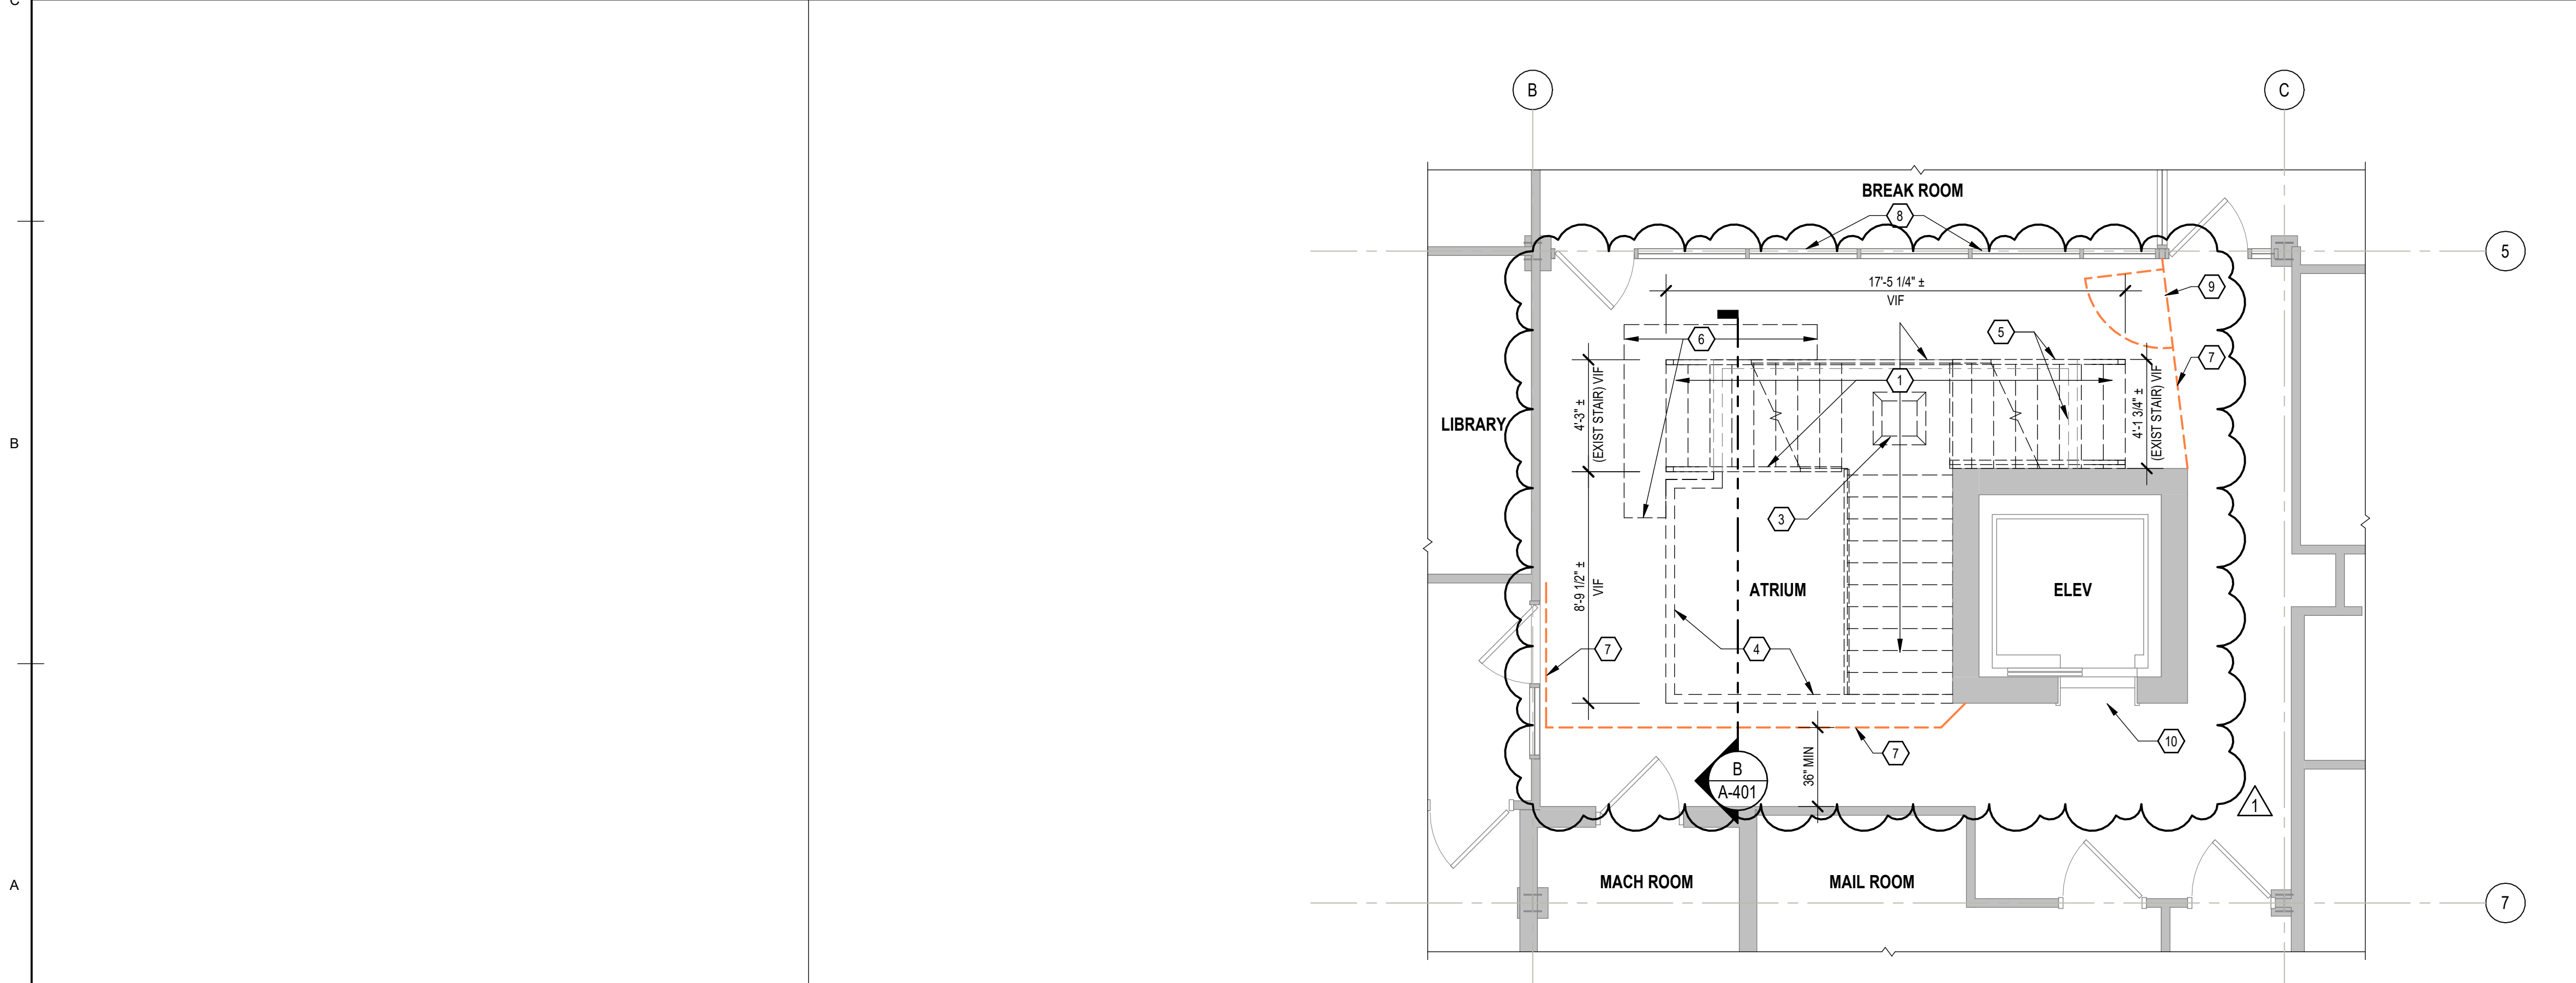 C
B
C
BREAK ROOM
8
5
17'-5 1/4" ±
VIF
9
6
5
7
1
4'-3" ±
(EXIST STAIR) VIF
4'-1 3/4" ±
(EXIST STAIR) VIF
LIBRARY
B
3
8'-9 1/2" ±
VIF
ATRIUM
ELEV
7
4
10
7
36" MIN
B
A-401
1
A
MACH ROOM
MAIL ROOM
7